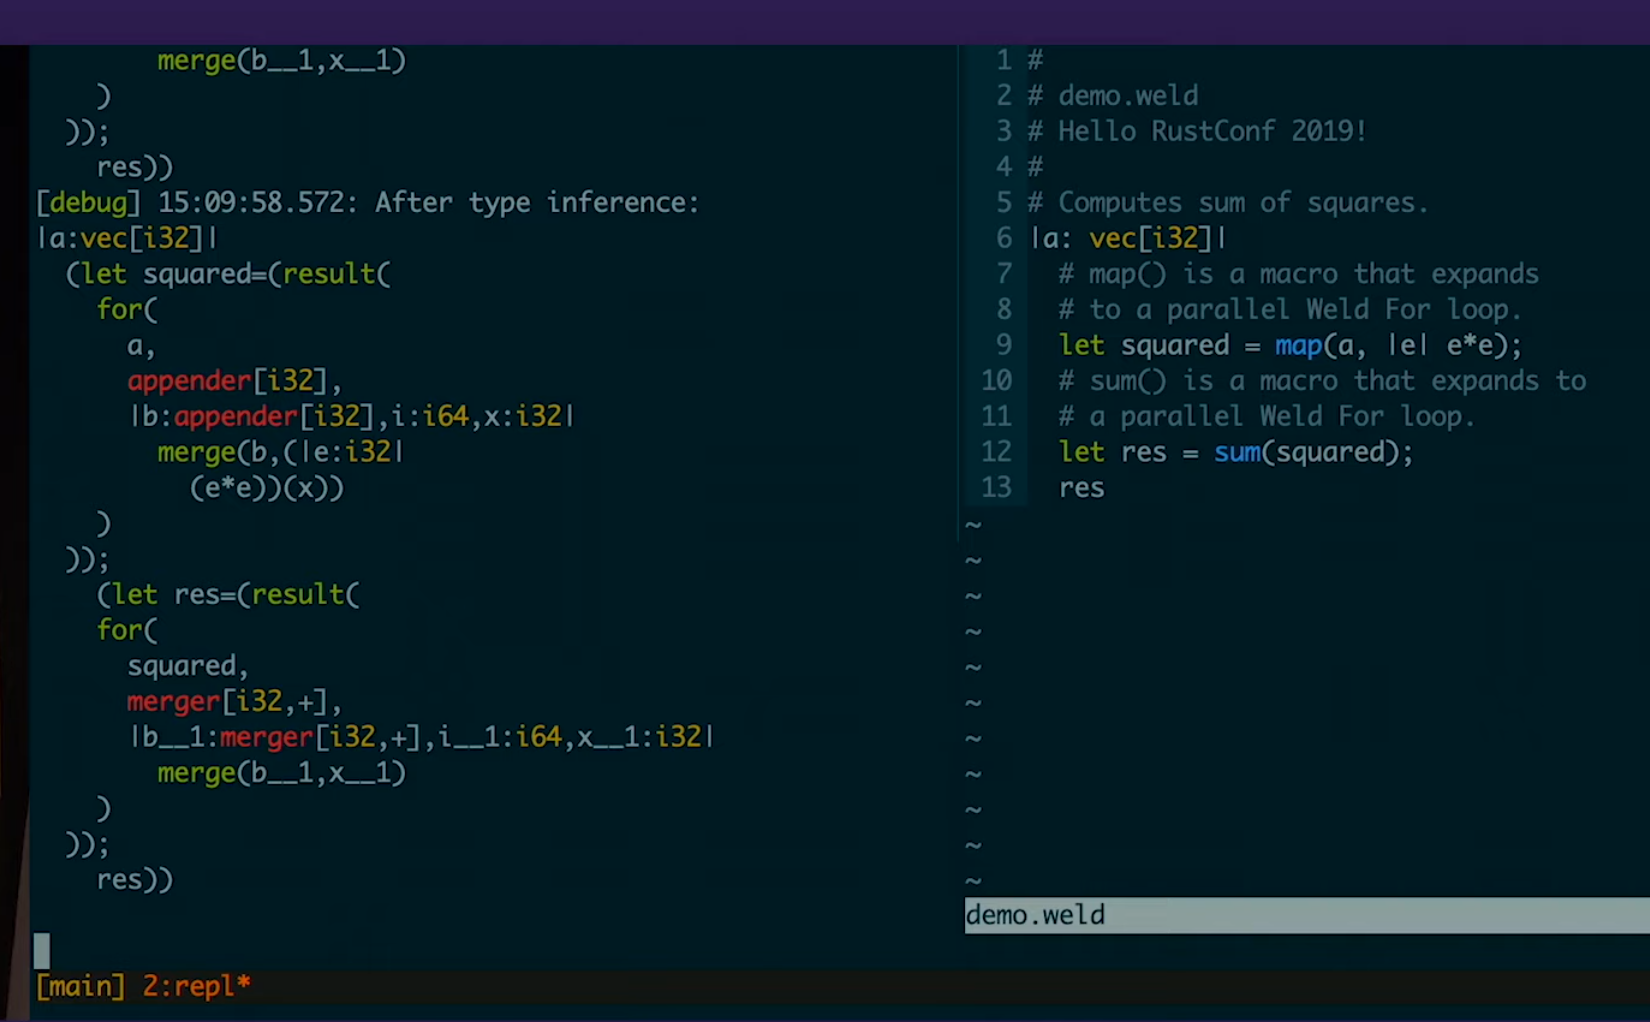 merge(b__1,x__1)
)
));
res))
[debug] 15:09:58.572: After type inference:
|a:vec[i32]|
(let squared=(result(
for(
a,
appender[i32],
|b:appender[i32],i:i64,x:i32|
merge(b,(|e:i32|
(e*e))(x))
)
));
(let res=(result(
for(
squared,
merger[i32,+],
|b__1:merger[i32,+],i__1:i64,x__1:i32|
merge(b__1,x__1)
)
));
res))
[main] 2:repl*
1 #
2 # demo.weld
3 # Hello RustConf 2019!
4 #
5 # Computes sum of squares.
6 |a: vec[i32]|
7 # map() is a macro that expands
8 # to a parallel Weld For loop.
9 let squared = map(a, |e| e*e);
10 # sum() is a macro that expands to
11 # a parallel Weld For loop.
12 let res = sum(squared);
13 res
~
~
~
~
~
~
~
~
~
~
~
demo.weld